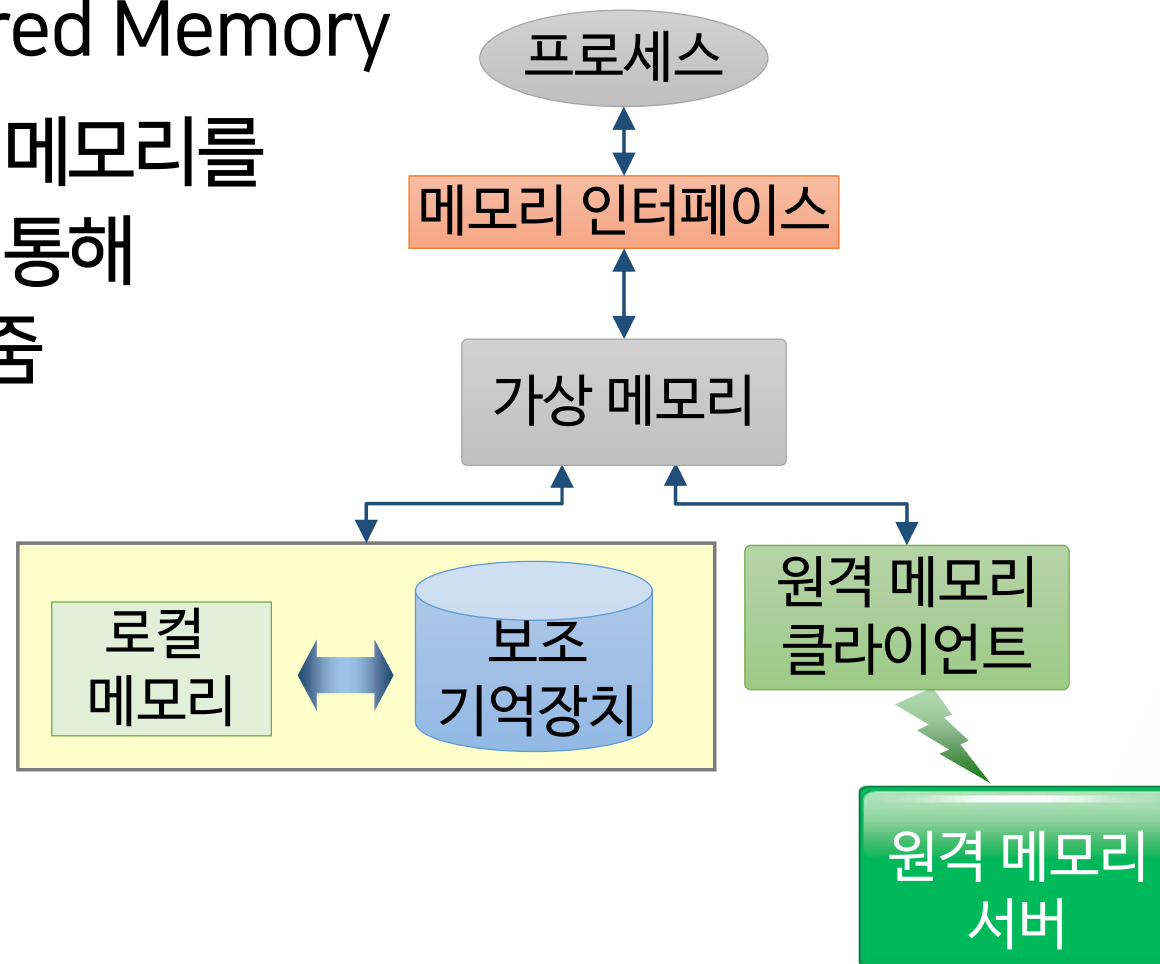 Memory
메모리를
통해
프로세스
메모리 인터페이스
가상 메모리
로컬
메모리
보조
기억장치
원격 메모리
클라이언트
원격 메모리
서버